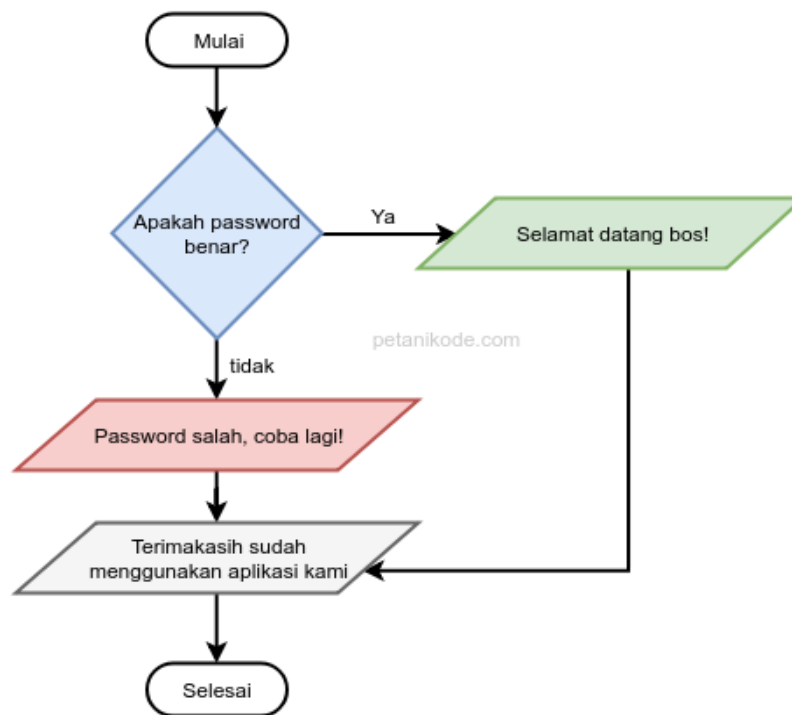 Mulai
Apakah password
benar?
Ya
Selamat datang bos!
petanikode.com
tidak
Password salah, coba lagi!
Terimakasih sudah
menggunakan aplikasi kami
Selesai